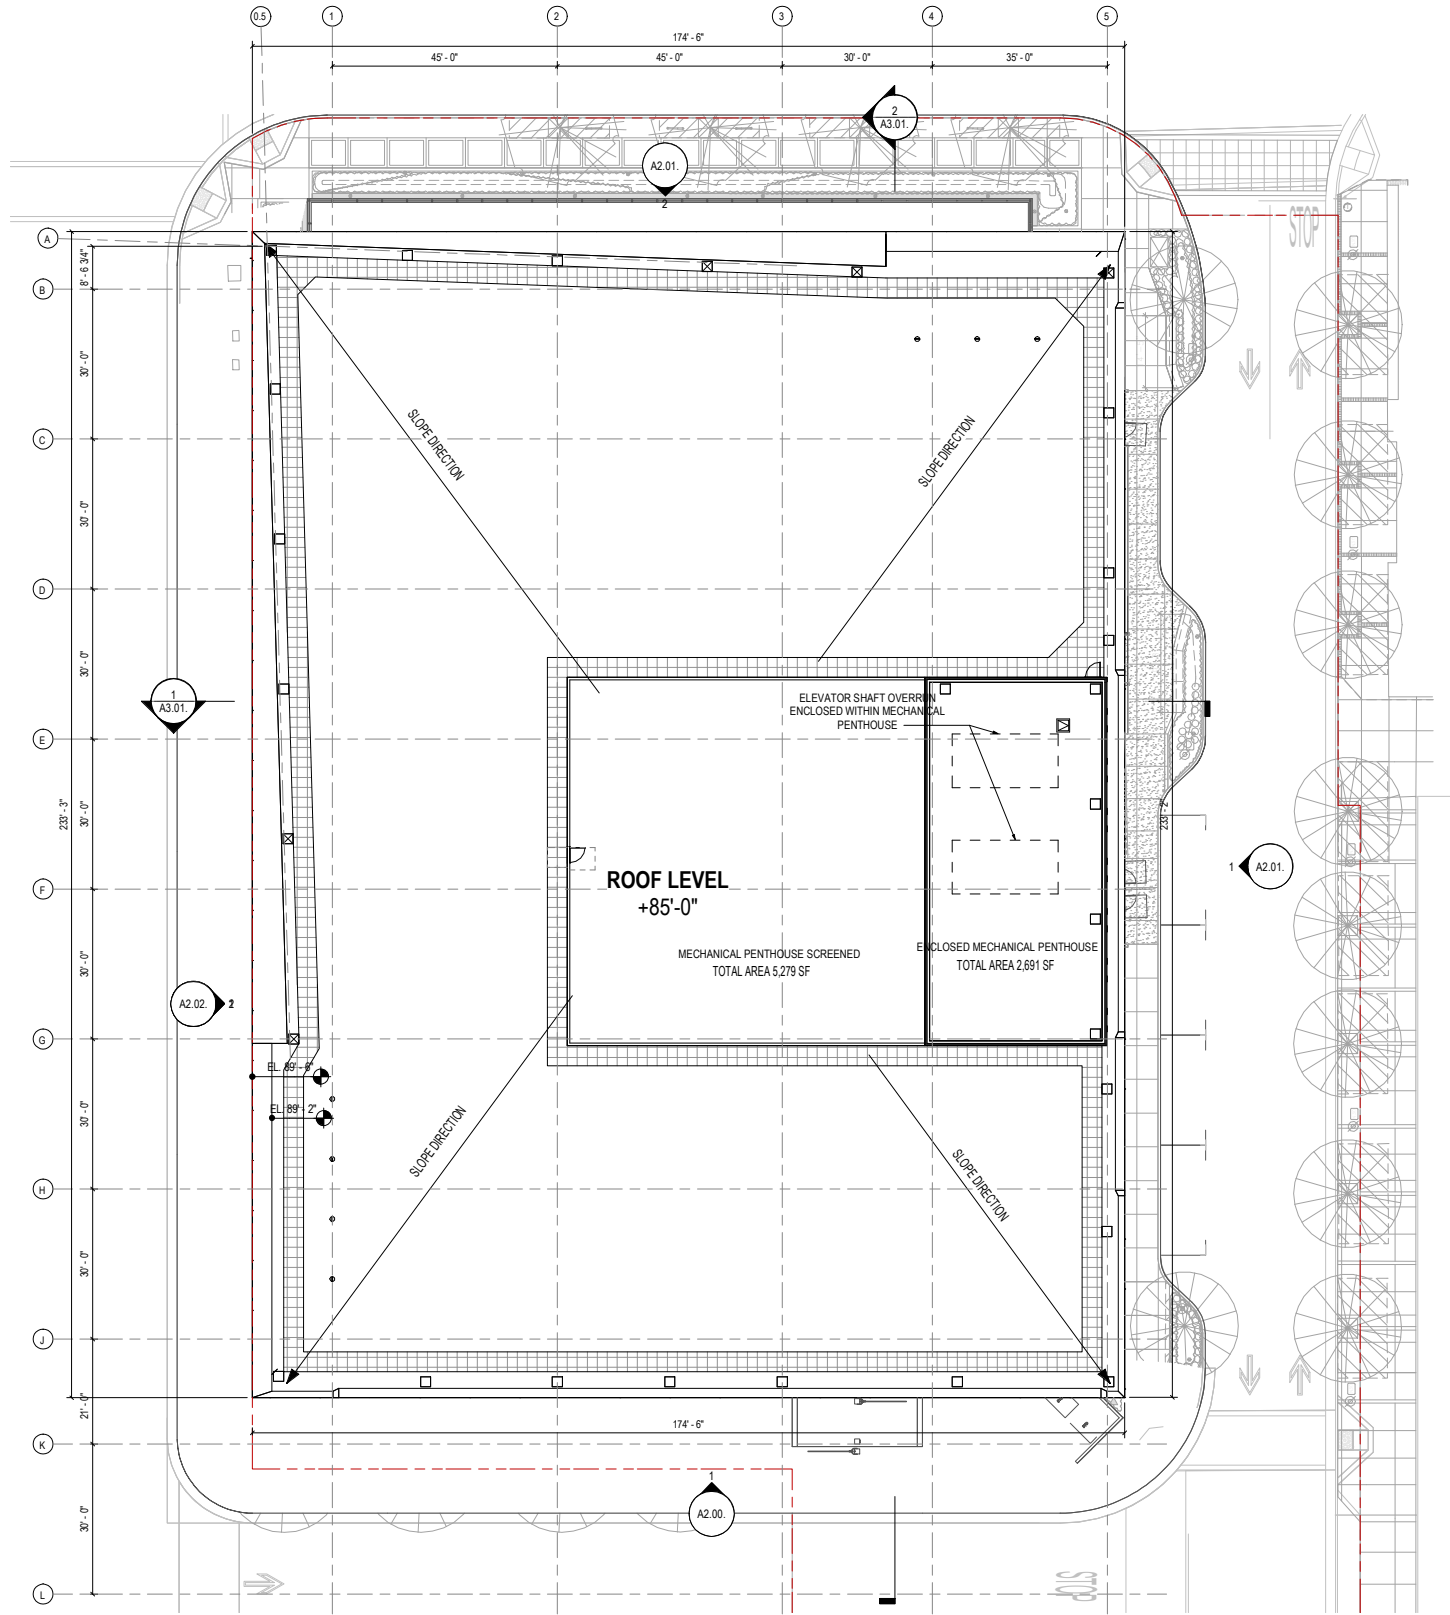 0.5
1
2
3
4
5
174' - 6"
45' - 0"
45' - 0"
30' - 0"
35' - 0"
2
A3.01.
A2.01.
2
STOP
A
8' - 6 3/4"
B
30' - 0"
C
SLOPE DIRECTION
SLOPE DIRECTION
30' - 0"
D
30' - 0"
1
A3.01.
ELEVATOR SHAFT OVERRUN
ENCLOSED WITHIN MECHANICAL
PENTHOUSE
E
233' - 3"
30' - 0"
233' - 2"
F
ROOF LEVEL
+85'-0"
1
A2.01.
MECHANICAL PENTHOUSE SCREENED
TOTAL AREA 5,279 SF
ENCLOSED MECHANICAL PENTHOUSE
TOTAL AREA 2,691 SF
30' - 0"
A2.02.
G
EL. 89' - 6"
EL. 89' - 2"
30' - 0"
SLOPE DIRECTION
SLOPE DIRECTION
H
30' - 0"
J
21' - 0"
174' - 6"
K
1
A2.00.
30' - 0"
L
STOP